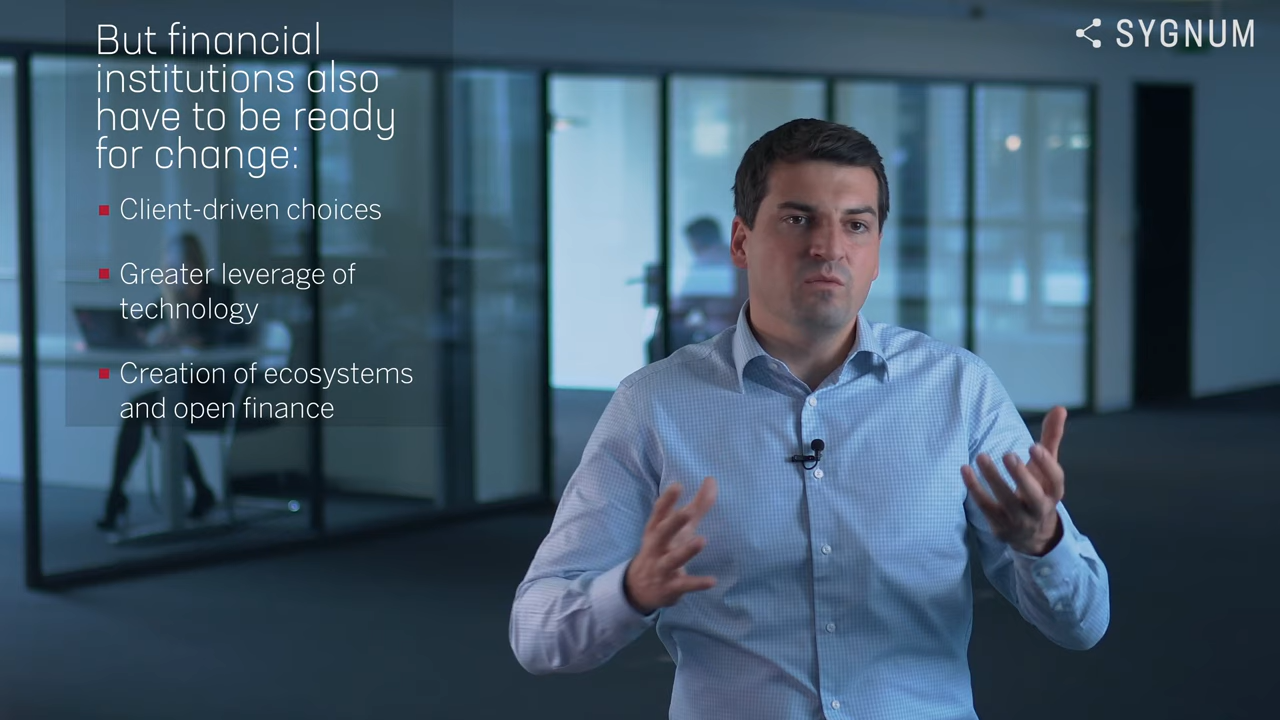 But financial
institutions also
have to be ready
for change:
Client-driven choices
Greater leverage of
technology
Creation of ecosystems
and open finance
SYGNUM